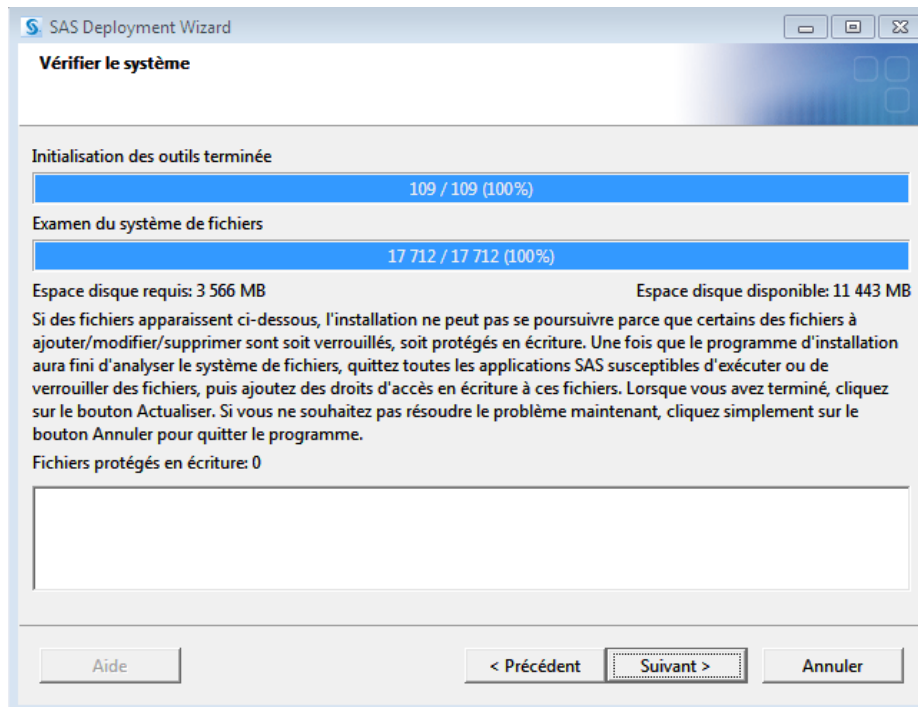 SAS Deployment Wizard
Vérifier le système
Initialisation des outils terminée
109 / 109 (100%)
Examen du système de fichiers
17 712 / 17 712 (100%)
Espace disque requis: 3 566 MB
Espace disque disponible: 11 443 MB
Si des fichiers apparaissent ci-dessous, l'installation ne peut pas se poursuivre parce que certains des fichiers à
ajouter/modifier/supprimer sont soit verrouillés, soit protégés en écriture. Une fois que le programme d'installation
aura fini d'analyser le système de fichiers, quittez toutes les applications SAS susceptibles d'exécuter ou de
verrouiller des fichiers, puis ajoutez des droits d'accès en écriture à ces fichiers. Lorsque vous avez terminé, cliquez
sur le bouton Actualiser. Si vous ne souhaitez pas résoudre le problème maintenant, cliquez simplement sur le
bouton Annuler pour quitter le programme.
Fichiers protégés en écriture: 0
Aide
< Précédent
Suivant >
Annuler